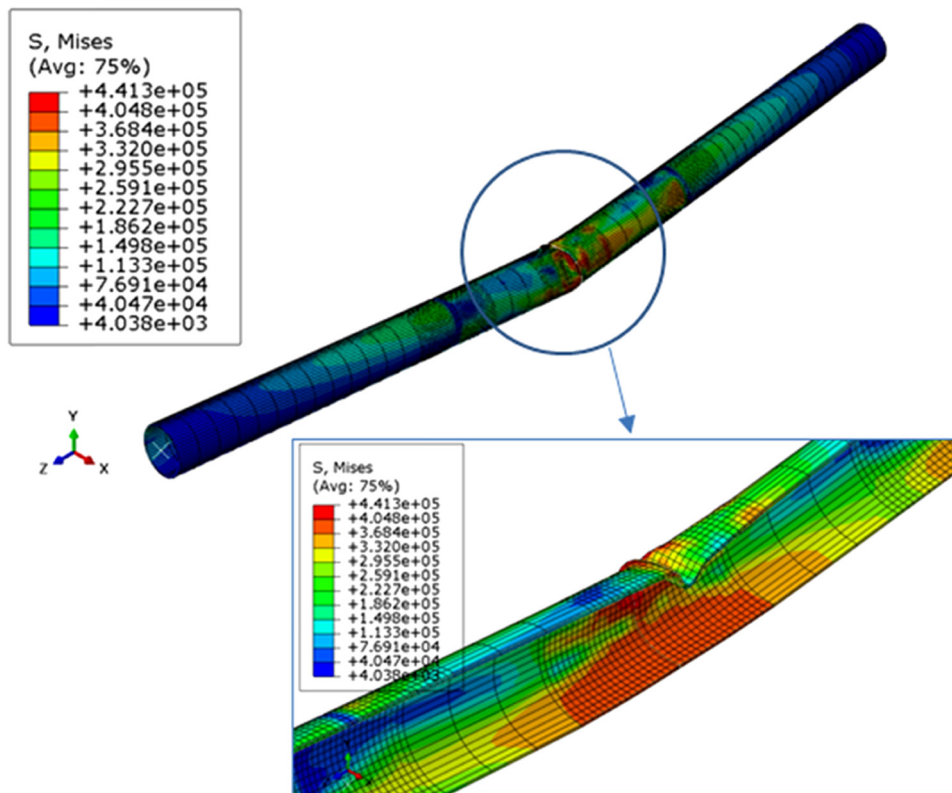 S, Mises
(Avg: 75%)
+4.413e+05
+4.048e+05
+3.684e+05
+3.320e+05
+2.955e+05
+2.591e+05
+2.227e+05
+1.862e+05
+1.498e+05
+1.133e+05
+7.691e+04
+4.047e+04
+4.038e+03
Y
Z
X
S, Mises
(Avg: 75%)
+4.413e+05
+4.048e+05
+3.684e+05
+3.320e+05
+2.955e+05
+2.591e+05
+2.227e+05
+1.862e+05
+1.498e+05
+1.133e+05
+7.691e+04
+4.047e+04
+4.038e+03